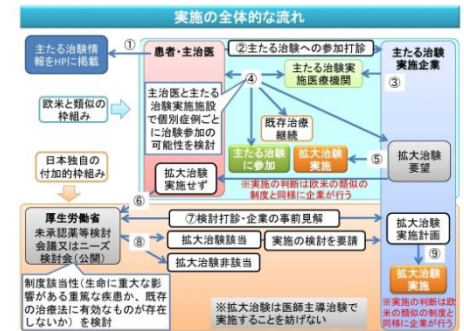 実施の全体的な流れ
主たる治験情
報をHPに掲載
①
患者・主治医
②主たる治験への参加打診
主たる治験
実施企業
主たる治験実
施医療機関
③
④
欧米と類似の
枠組み
主治医と主たる
治験実施施設
で個別症例ごと
に治験参加の
可能性を検討
既存治療
継続
主たる治験
に参加
拡大治験
実施
⑤
拡大治験
要望
日本独自の
付加的枠組み
拡大治験
実施せず
※実施の判断は欧米の類似の
制度と同様に企業が行う
⑥
厚生労働省
未承認薬等検討
会議又はニーズ
検討会(公開)
⑦検討打診・企業の事前見解
⑧
拡大治験該当
実施の検討を要請
拡大治験非該当
拡大治験
実施計画
⑨
制度該当性(生命に重大な影
響がある重篤な疾患か、既存
の治療法に有効なものが存在
しないか)を検討
拡大治験
実施
※拡大治験は医師主導治験で
実施することを妨げない
※実施の判断は欧
米の類似の制度と
同様に企業が行う